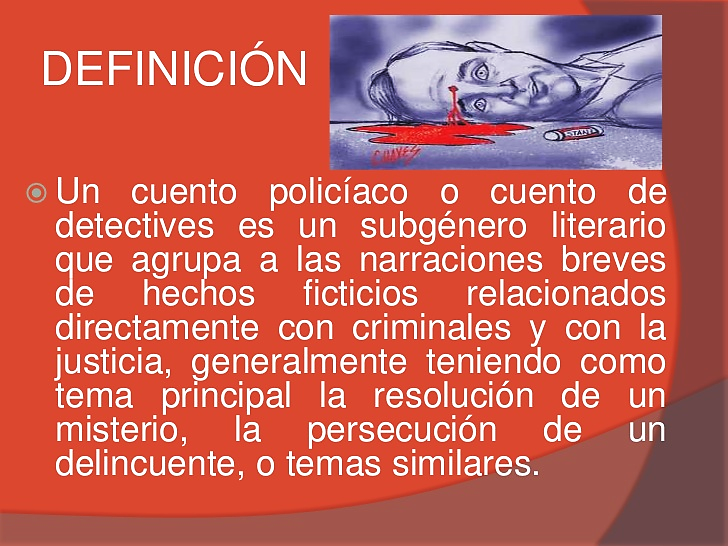 DEFINICIÓN
CHAVES
Un cuento policíaco o cuento de
detectives es un subgénero literario
que agrupa a las narraciones breves
de hechos ficticios relacionados
directamente con criminales y con la
justicia, generalmente teniendo como
tema principal la resolución de un
misterio, la persecución de un
delincuente, o temas similares.